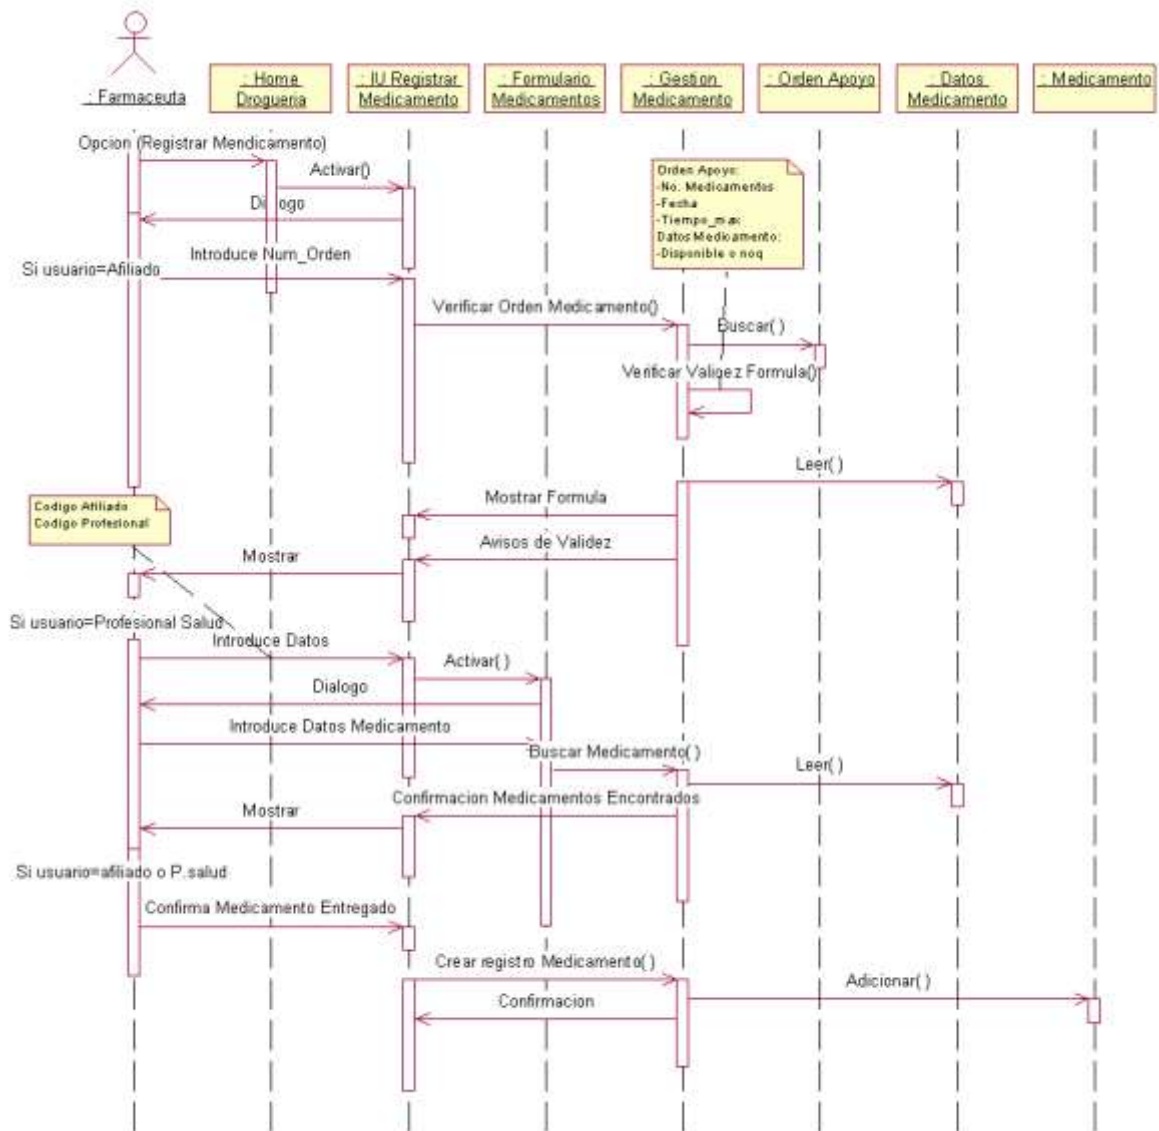 : Farmaceuta
: Home
Drogueria
: IU Registrar
Medicamento
: Formulario
Medicamentos
: Gestion
Medicamento
: Orden Apoyo
: Datos
Medicamento
: Medicamento
Opcion (Registrar Mendicamento)
Activar()
Dialogo
Orden Apoyo:
-No. Medicamentos
-Fecha
-Tiempo_max
Datos Medicamento:
-Disponible o noq
Introduce Num_Orden
Si usuario=Afiliado
Verificar Orden Medicamento()
Buscar( )
Verificar Validez Formula()
Leer( )
Mostrar Formula
Codigo Afiliado
Codigo Profesional
Avisos de Validez
Mostrar
Si usuario=Profesional Salud
Introduce Datos
Activar( )
Dialogo
Introduce Datos Medicamento
Buscar Medicamento( )
Leer( )
Confirmacion Medicamentos Encontrados
Mostrar
Si usuario=afiliado o P.salud
Confirma Medicamento Entregado
Crear registro Medicamento( )
Adicionar( )
Confirmacion